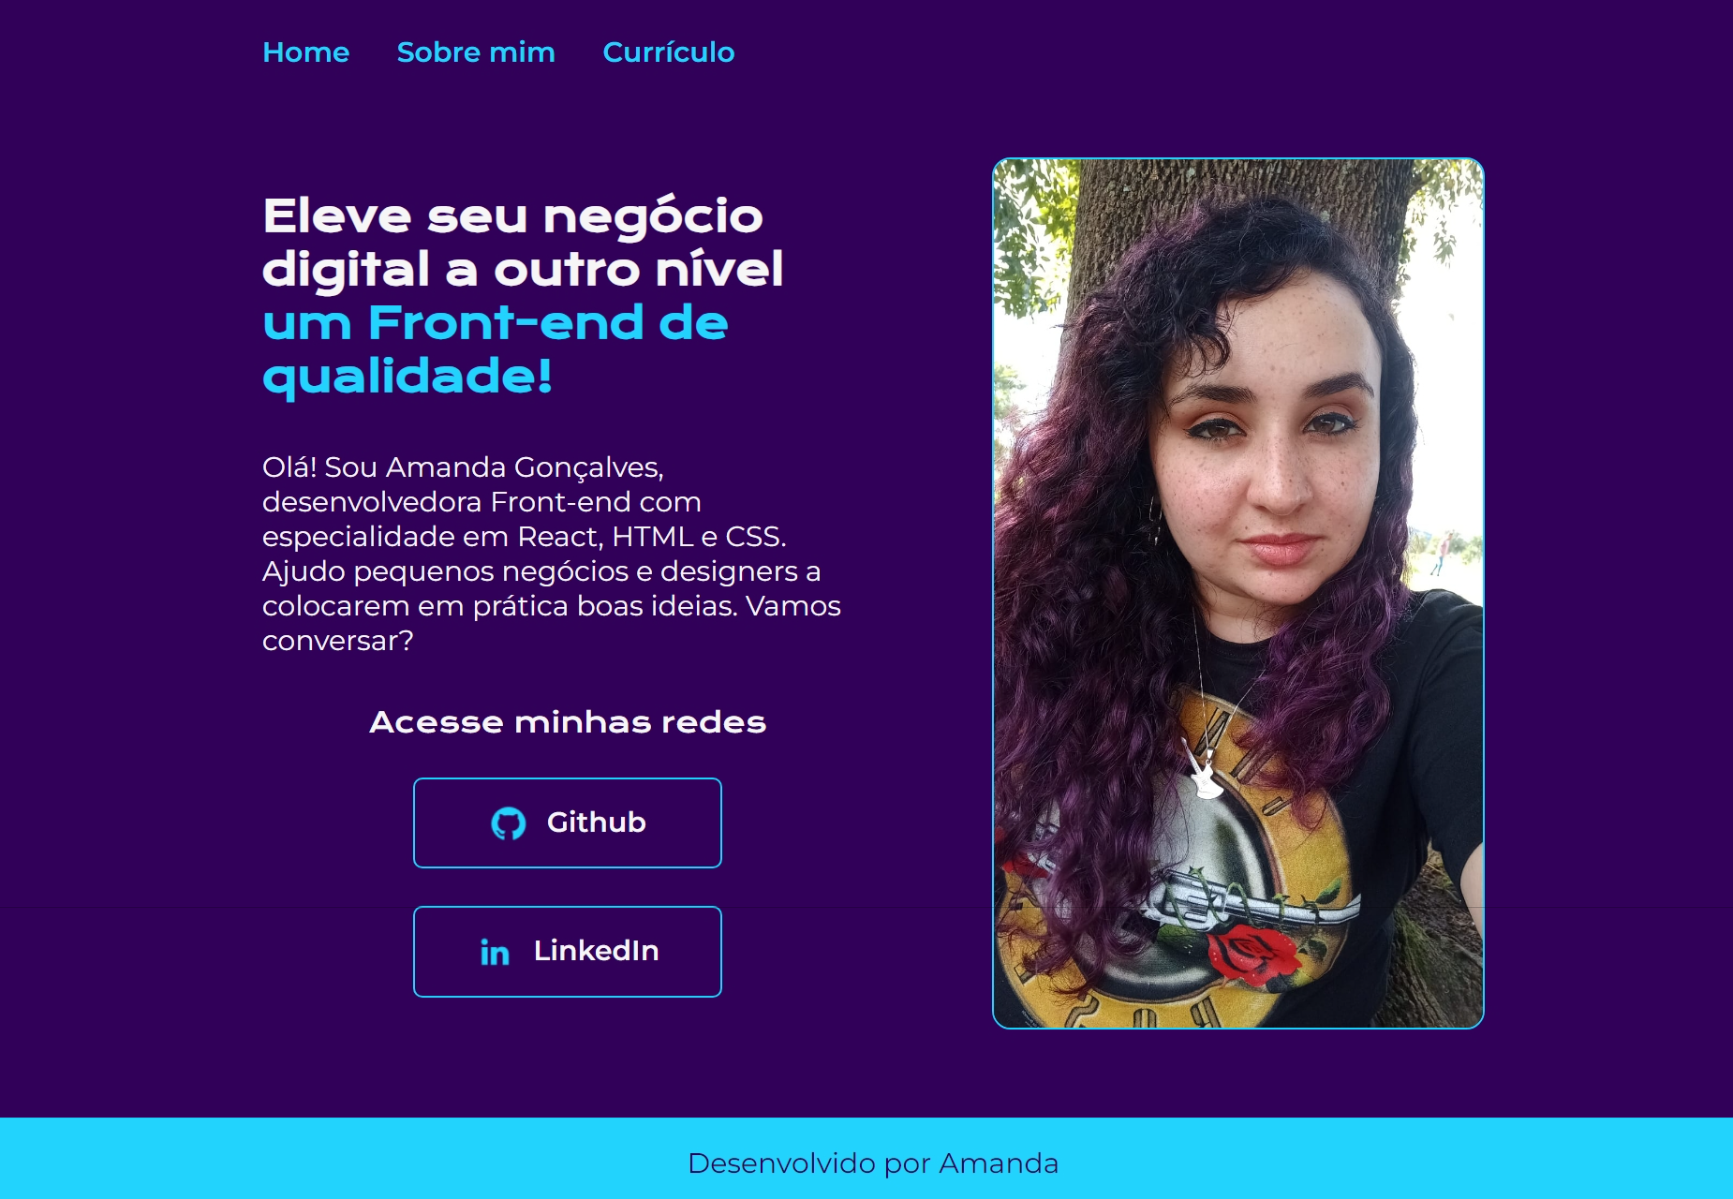 Home Sobre mim Currículo
Eleve seu negócio
digital a outro nível
um Front-end de
qualidade!
Olá! Sou Amanda Gonçalves,
desenvolvedora Front-end com
especialidade em React, HTML e CSS.
Ajudo pequenos negócios e designers a
colocarem em prática boas ideias. Vamos
conversar?
Acesse minhas redes
Github
in LinkedIn
Desenvolvido por Amanda